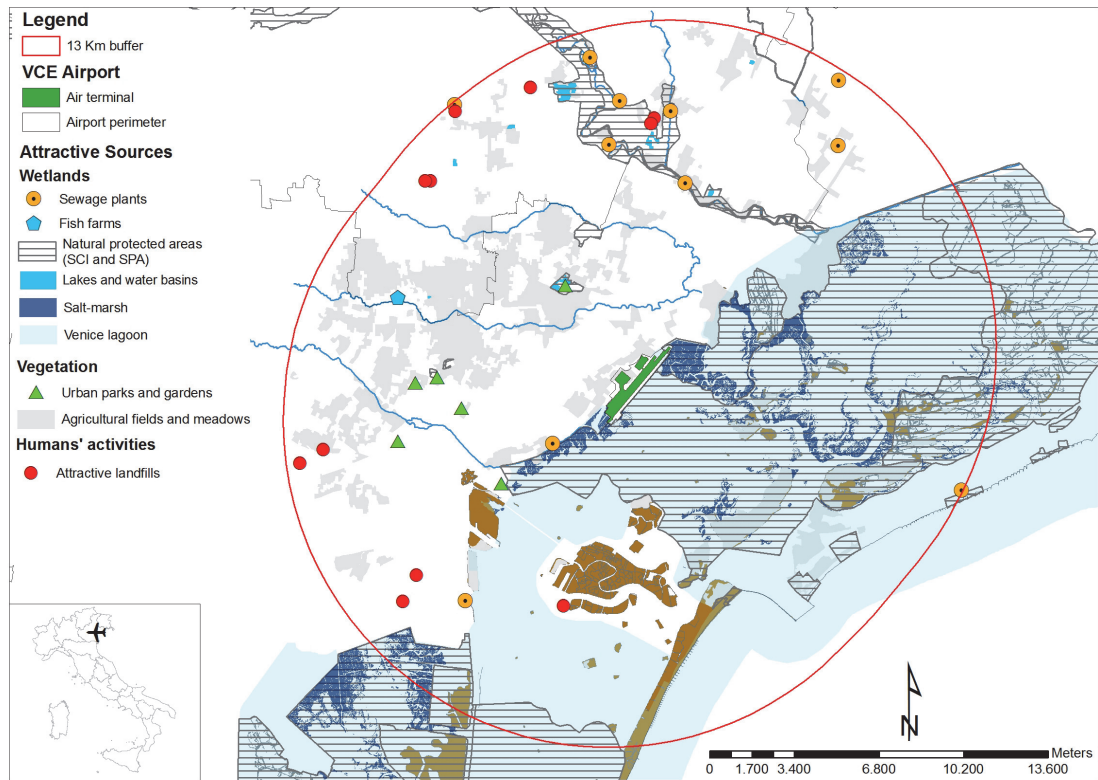 Legend
13 Km buffer
VCE Airport
Air terminal
Airport perimeter
Attractive Sources
Wetlands
Sewage plants
Fish farms
Natural protected areas
(SCI and SPA)
Lakes and water basins
Salt-marsh
Venice lagoon
Vegetation
Urban parks and gardens
Agricultural fields and meadows
Humans' activities
Attractive landfills
N
Meters
0 1.700 3.400 6.800 10.200 13.600